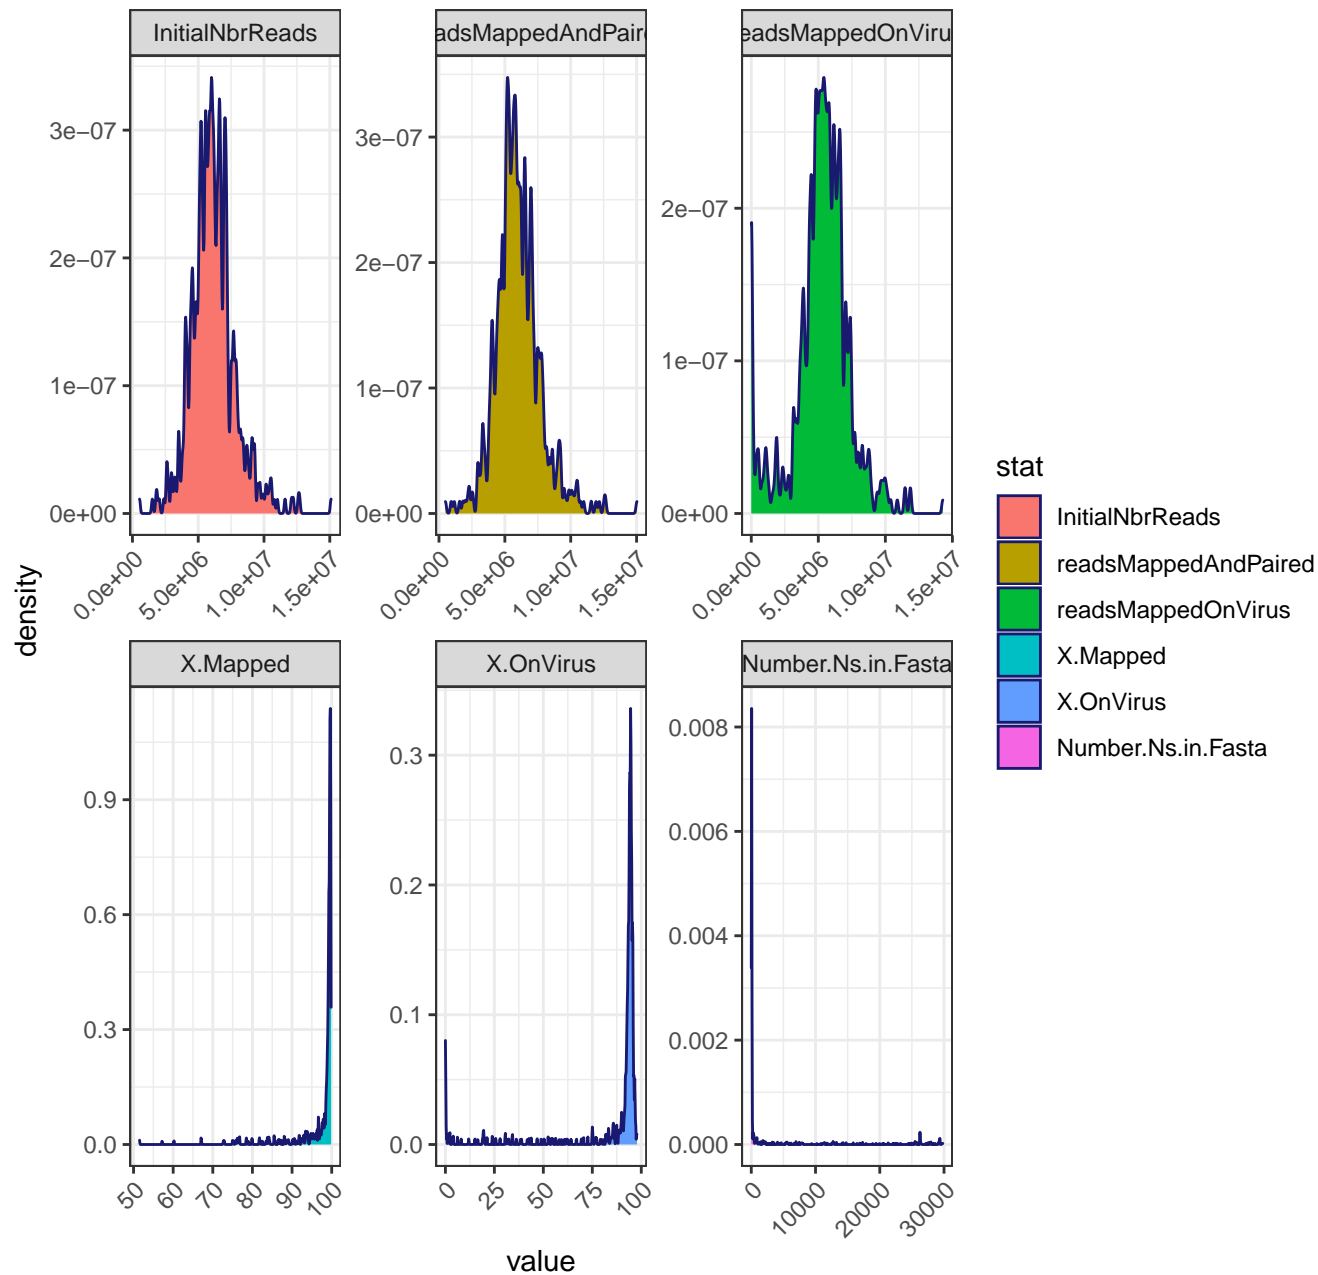 InitialNbrReads
adsMappedAndPair
eadsMappedOnViru
3e−07
2e−07
1e−07
0e+00
3e−07
2e−07
1e−07
0e+00
2e−07
1e−07
0e+00
0.0e+00
5.0e+06
1.0e+07
1.5e+07
0.0e+00
5.0e+06
1.0e+07
1.5e+07
0.0e+00
5.0e+06
1.0e+07
1.5e+07
density
X.Mapped
X.OnVirus
Number.Ns.in.Fasta
0.9
0.6
0.3
0.0
0.3
0.2
0.1
0.0
0.008
0.006
0.004
0.002
0.000
50
60
70
80
90
100
0
25
50
75
100
0
10000
20000
30000
value
stat
InitialNbrReads
readsMappedAndPaired
readsMappedOnVirus
X.Mapped
X.OnVirus
Number.Ns.in.Fasta